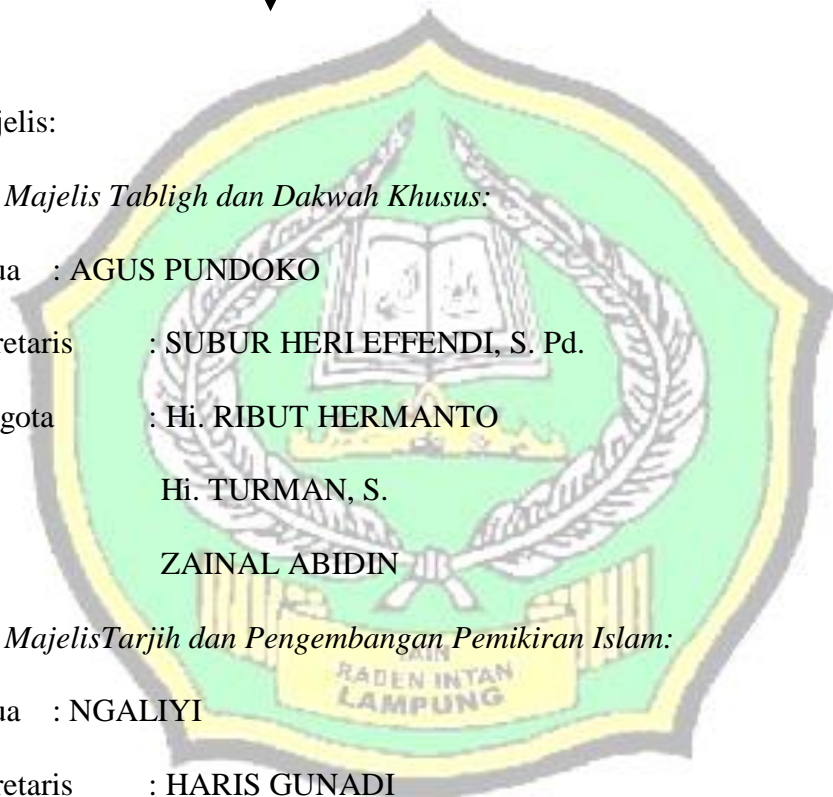 jelis:
Majelis Tabligh dan Dakwah Khusus:
ua : AGUS PUNDOKO
retaris : SUBUR HERI EFFENDI, S. Pd.
gota : Hi. RIBUT HERMANTO
Hi. TURMAN, S.
ZAINAL ABIDIN
MajelisTarjih dan Pengembangan Pemikiran Islam:
IAIN
RADEN INTAN
LAMPUNG
ua : NGALIYI
retaris : HARIS GUNADI